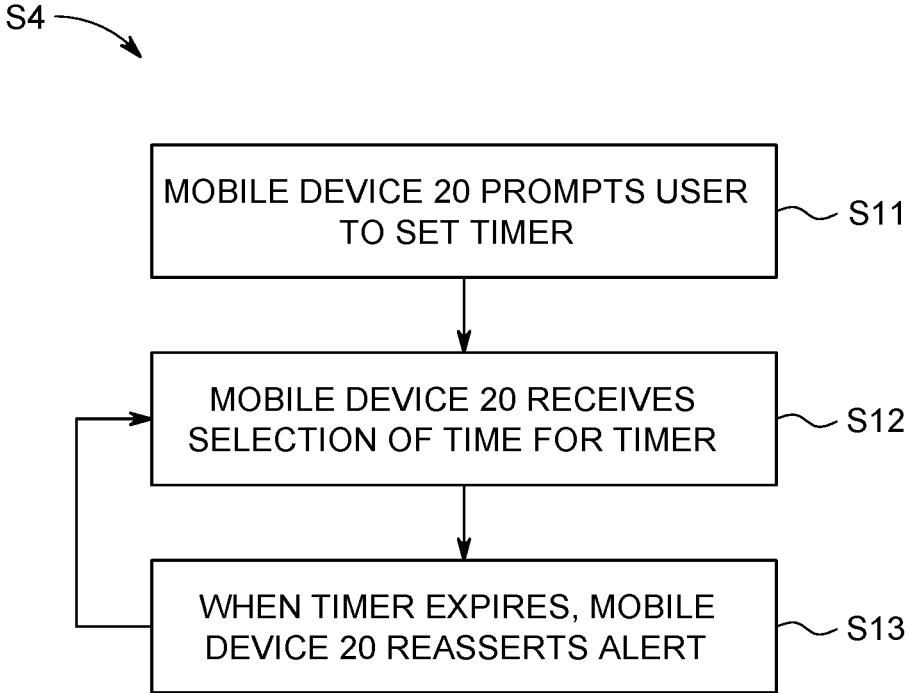 S4
MOBILE DEVICE 20 PROMPTS USER
TO SET TIMER
S11
MOBILE DEVICE 20 RECEIVES
SELECTION OF TIME FOR TIMER
S12
WHEN TIMER EXPIRES, MOBILE
DEVICE 20 REASSERTS ALERT
S13